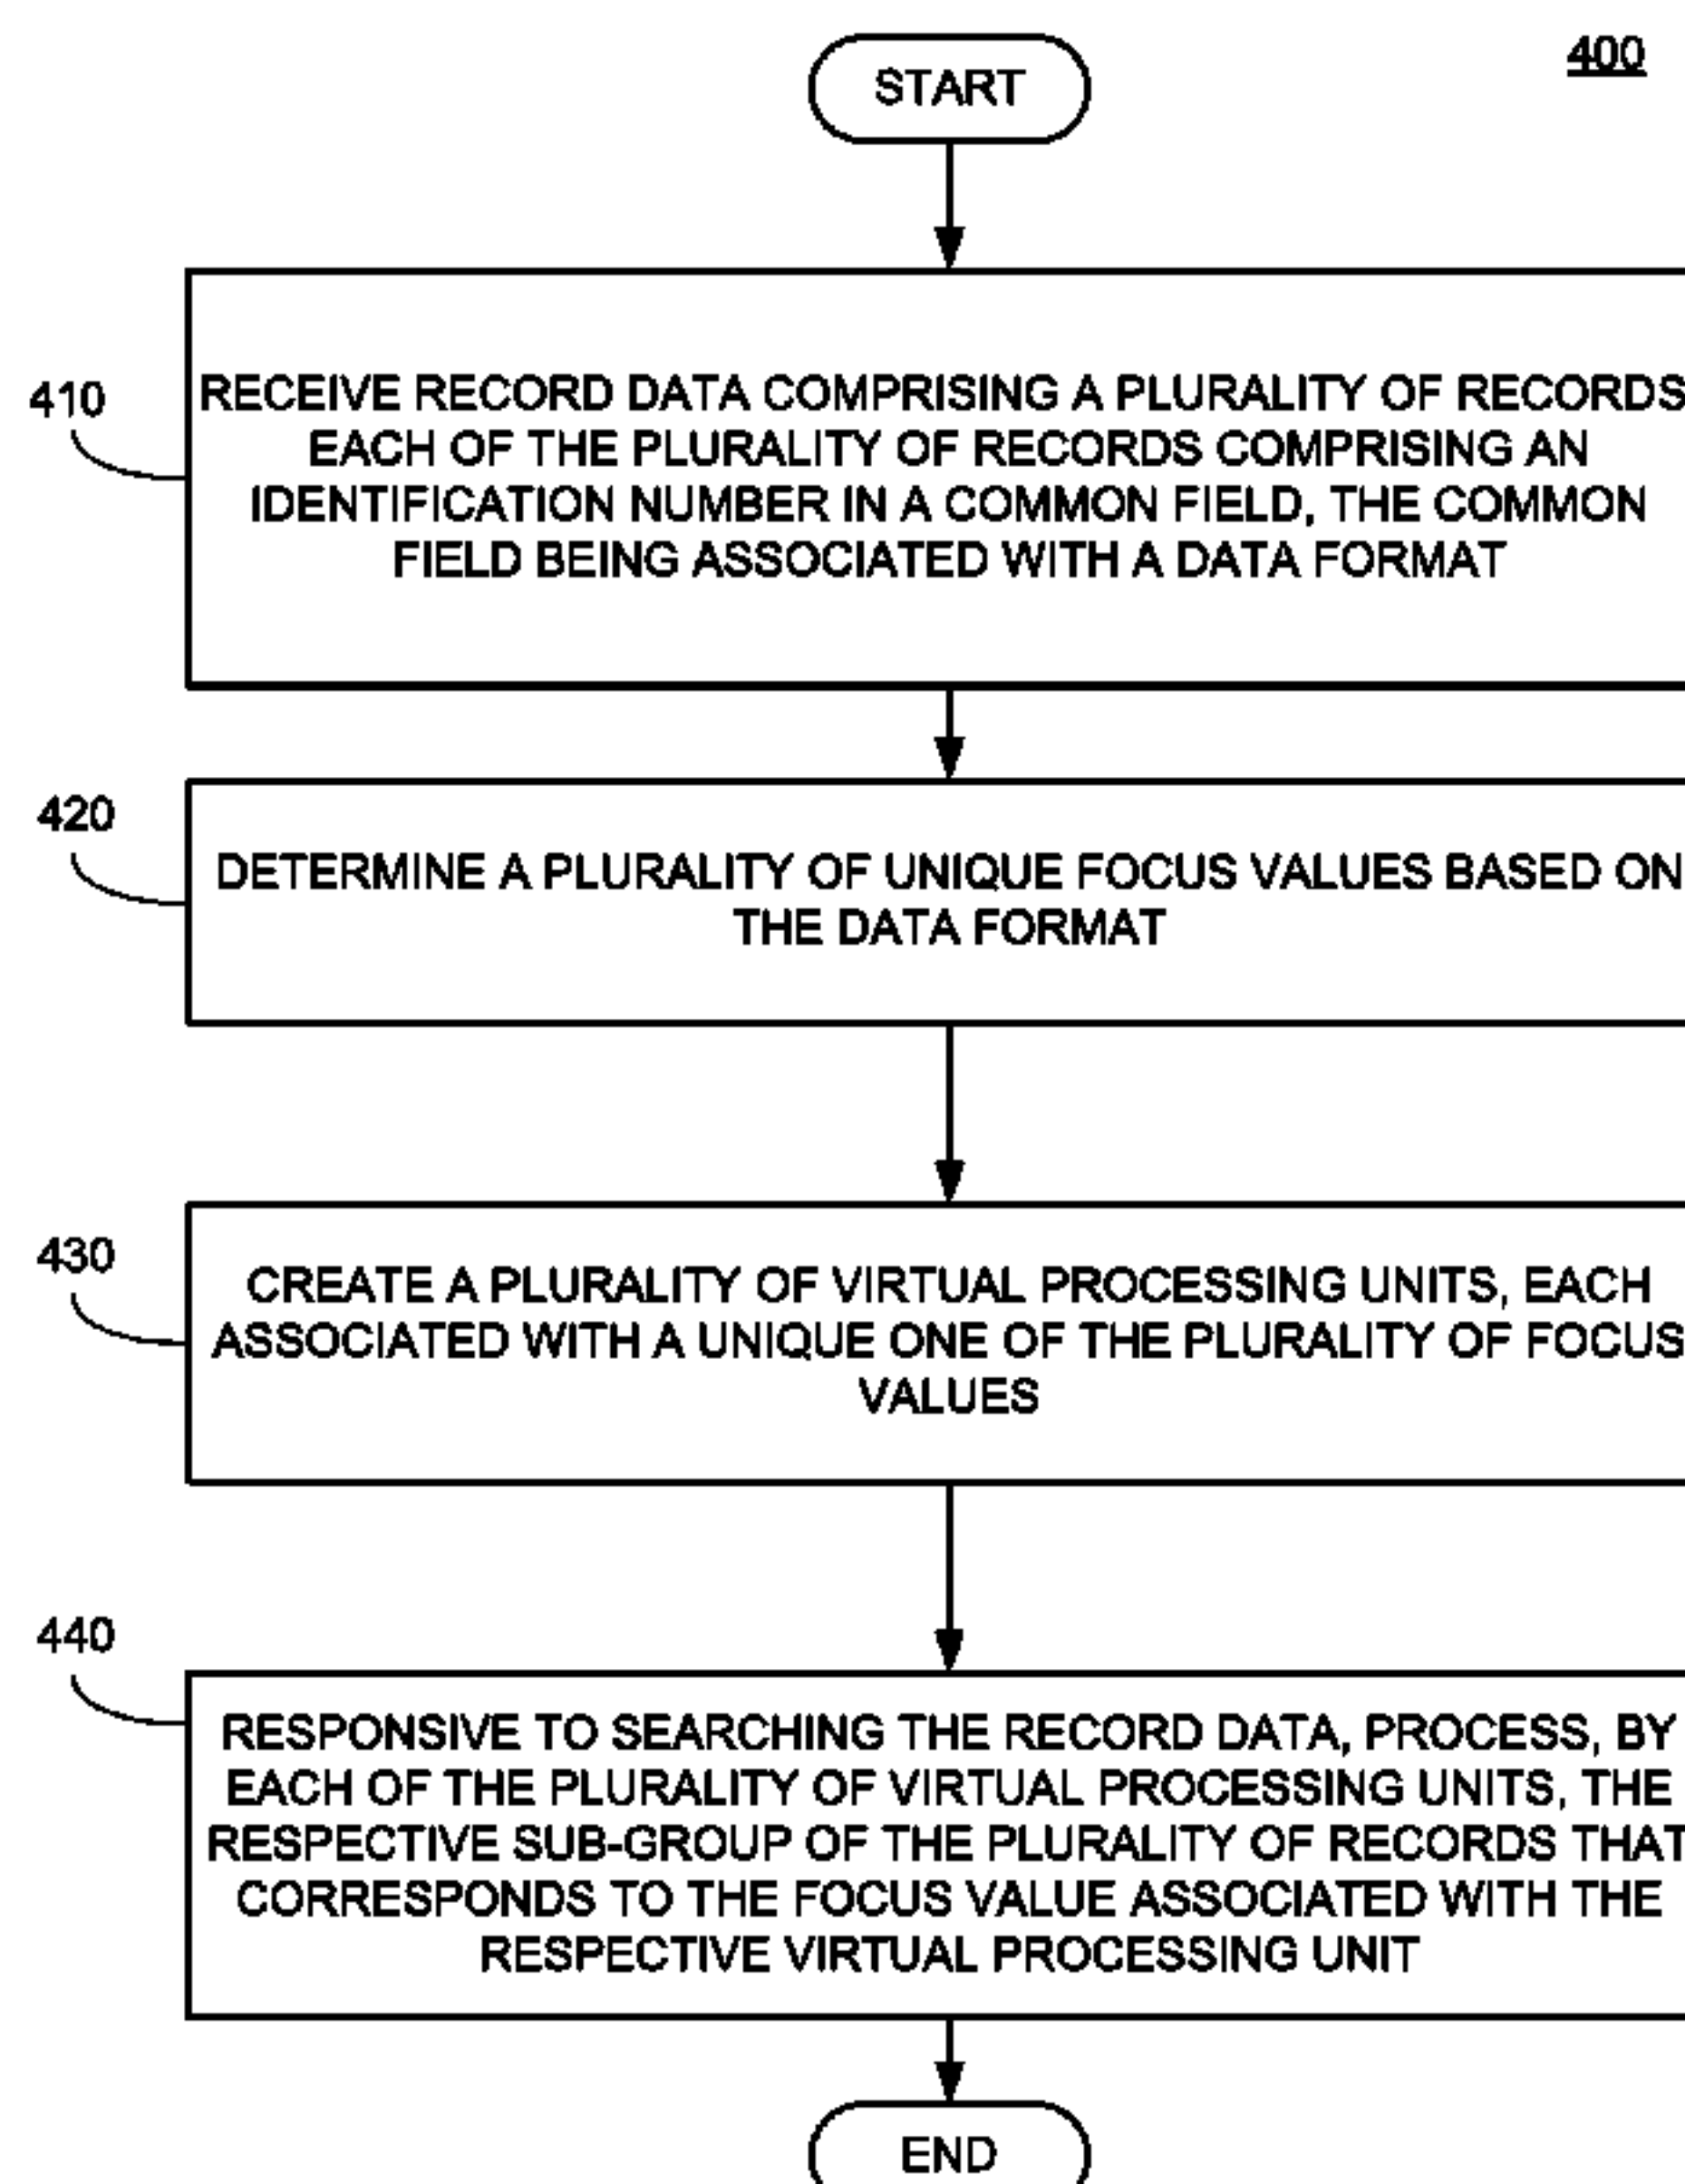 400
START
410
RECEIVE RECORD DATA COMPRISING A PLURALITY OF RECORDS
EACH OF THE PLURALITY OF RECORDS COMPRISING AN
IDENTIFICATION NUMBER IN A COMMON FIELD, THE COMMON
FIELD BEING ASSOCIATED WITH A DATA FORMAT
420
DETERMINE A PLURALITY OF UNIQUE FOCUS VALUES BASED ON
THE DATA FORMAT
430
CREATE A PLURALITY OF VIRTUAL PROCESSING UNITS, EACH
ASSOCIATED WITH A UNIQUE ONE OF THE PLURALITY OF FOCUS
VALUES
440
RESPONSIVE TO SEARCHING THE RECORD DATA, PROCESS, BY
EACH OF THE PLURALITY OF VIRTUAL PROCESSING UNITS, THE
RESPECTIVE SUB-GROUP OF THE PLURALITY OF RECORDS THAT
CORRESPONDS TO THE FOCUS VALUE ASSOCIATED WITH THE
RESPECTIVE VIRTUAL PROCESSING UNIT
END